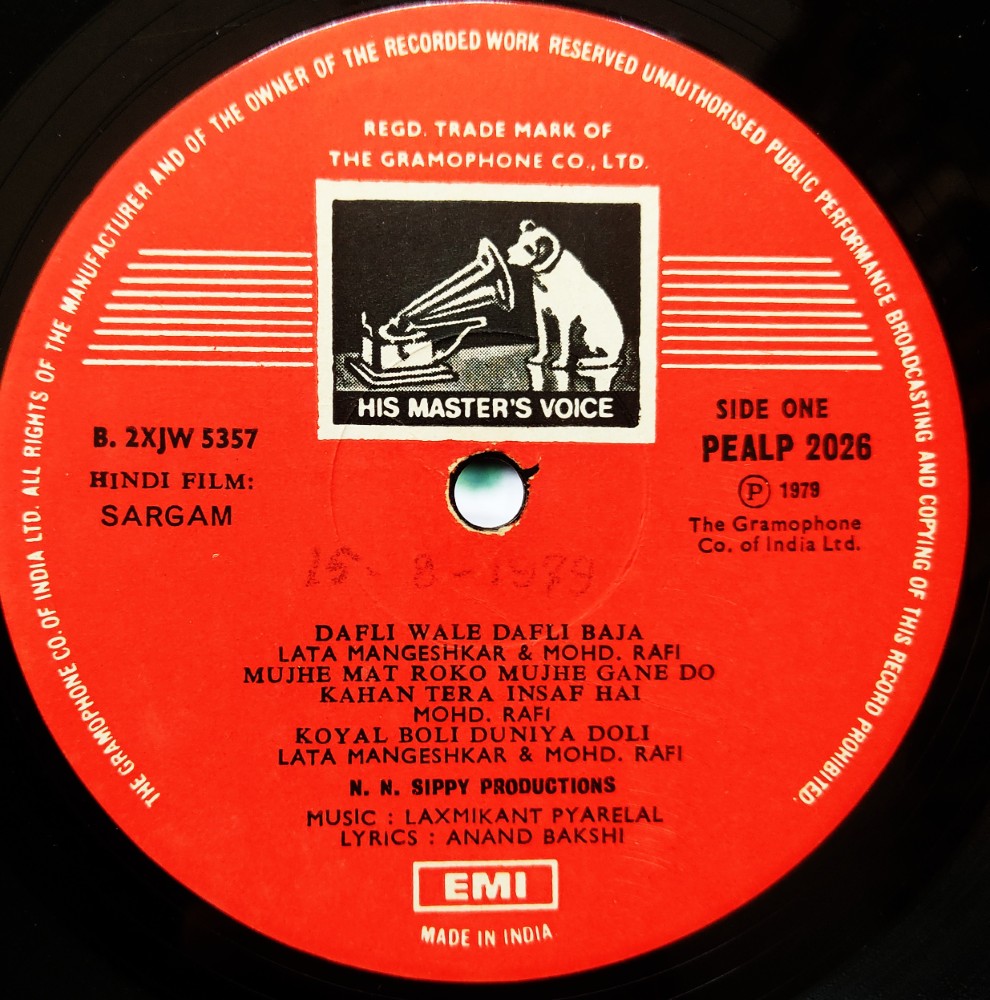 THE GRAMOPHONE CO. OF INDIA LTD. ALL RIGHTS OF THE MANUFACTURER AND OF THE OWNER OF THE RECORDED WORK RESERVED UNAUTHORISED PUBLIC PERFORMANCE BROADCASTING AND COPYING OF THIS RECORD PROHIBITED.
REGD. TRADE MARK OF
THE GRAMOPHONE CO., LTD.
HIS MASTER'S VOICE
B. 2XJW 5357
HINDI FILM:
SARGAM
SIDE ONE
PEALP 2026
Ⓟ 1979
The Gramophone
Co. of India Ltd.
15- 8-1979
DAFLI WALE DAFLI BAJA
LATA MANGESHKAR & MOHD. RAFI
MUJHE MAT ROKO MUJHE GANE DO
KAHAN TERA INSAF HAI
MOHD. RAFI
KOYAL BOLI DUNIYA DOLI
LATA MANGESHKAR & MOHD. RAFI
N. N. SIPPY PRODUCTIONS
MUSIC : LAXMIKANT PYARELAL
LYRICS : ANAND BAKSHI
EMI
MADE IN INDIA